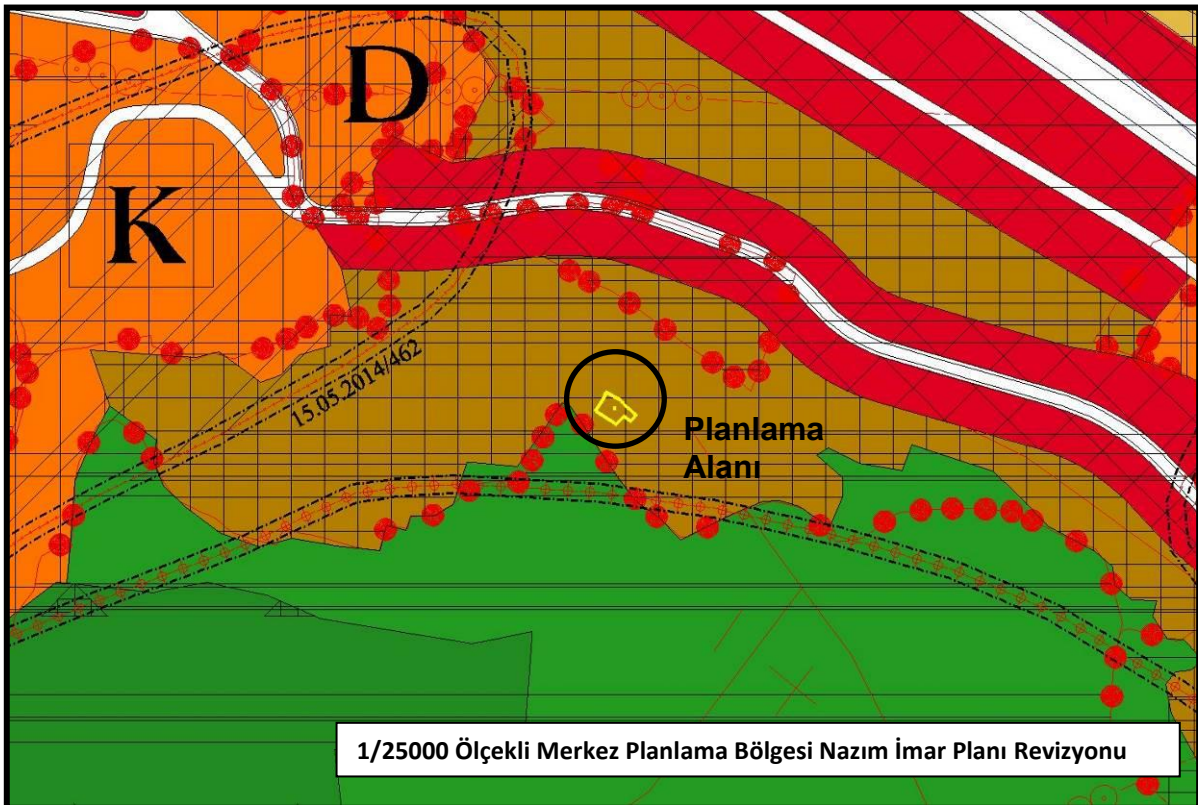 D
K
15.05.2014/462
Planlama
Alanı
1/25000 Ölçekli Merkez Planlama Bölgesi Nazım İmar Planı Revizyonu